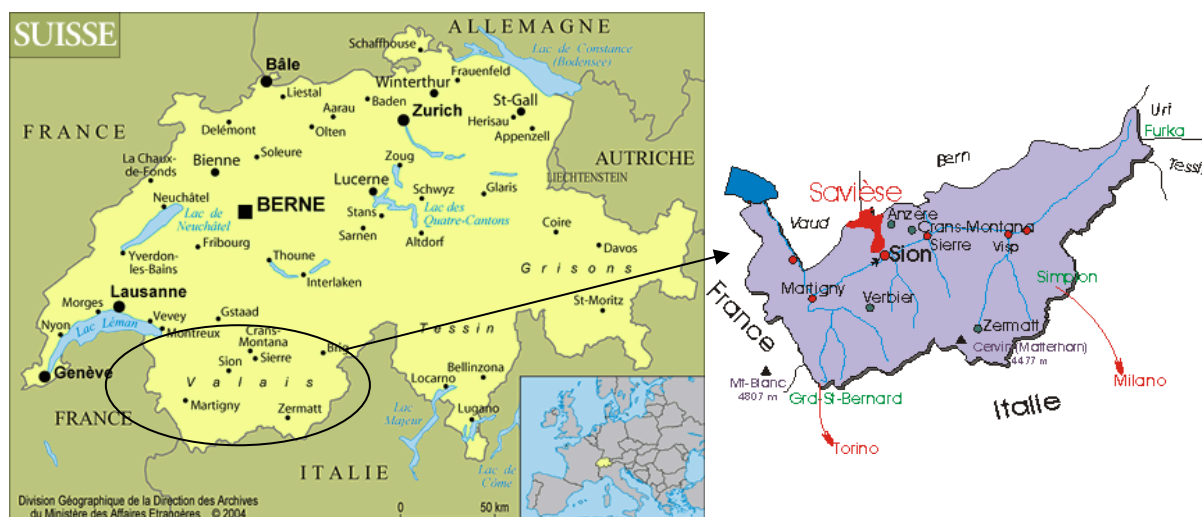 SUISSE
ALLEMAGNE
Schaffhouse
Lac de Constance
(Bodensee)
Bâle
Frauenfeld
Winterthur
Liestal
Baden
St-Gall
Aarau
Zurich
Herisau
FRANCE
Delémont
Olten
Appenzell
AUTRICHE
La Chaux-
de-Fonds
Soleure
Zoug
Bienne
LIECHTENSTEIN
Lucerne
Schwyz
Glaris
Neuchâtel
BERNE
Lac des
Quatre-Cantons
Stans
Lac de
Neuchâtel
Sarnen
Altdorf
Coire
Fribourg
Davos
Yverdon-
les-Bains
Thoune
Interlaken
Grisons
Lausanne
Morges
St-Moritz
Vevey
Gstaad
Lac Léman
Nyon
Montreux
Crans-
Montana
Tessin
Brig
Sion
Sierre
Genève
Valais
Bellinzona
Locarno
Martigny
Zermatt
FRANCE
Lugano
Lac
Majeur
ITALIE
Lac de
Côme
Division Géographique de la Direction des Archives
du Ministère des Affaires Etrangères © 2004
0 50 km
Uri
Furka
Bern
Tessin
Savièse
Vaud
Anzère
Crans-Montana
Sierre
Visp
Sion
Simplon
Martigny
Verbier
France
Zermatt
Cervin (Matterhorn)
4477 m
Mt-Blanc
4807 m
Milano
Grd-St-Bernard
Italie
Torino